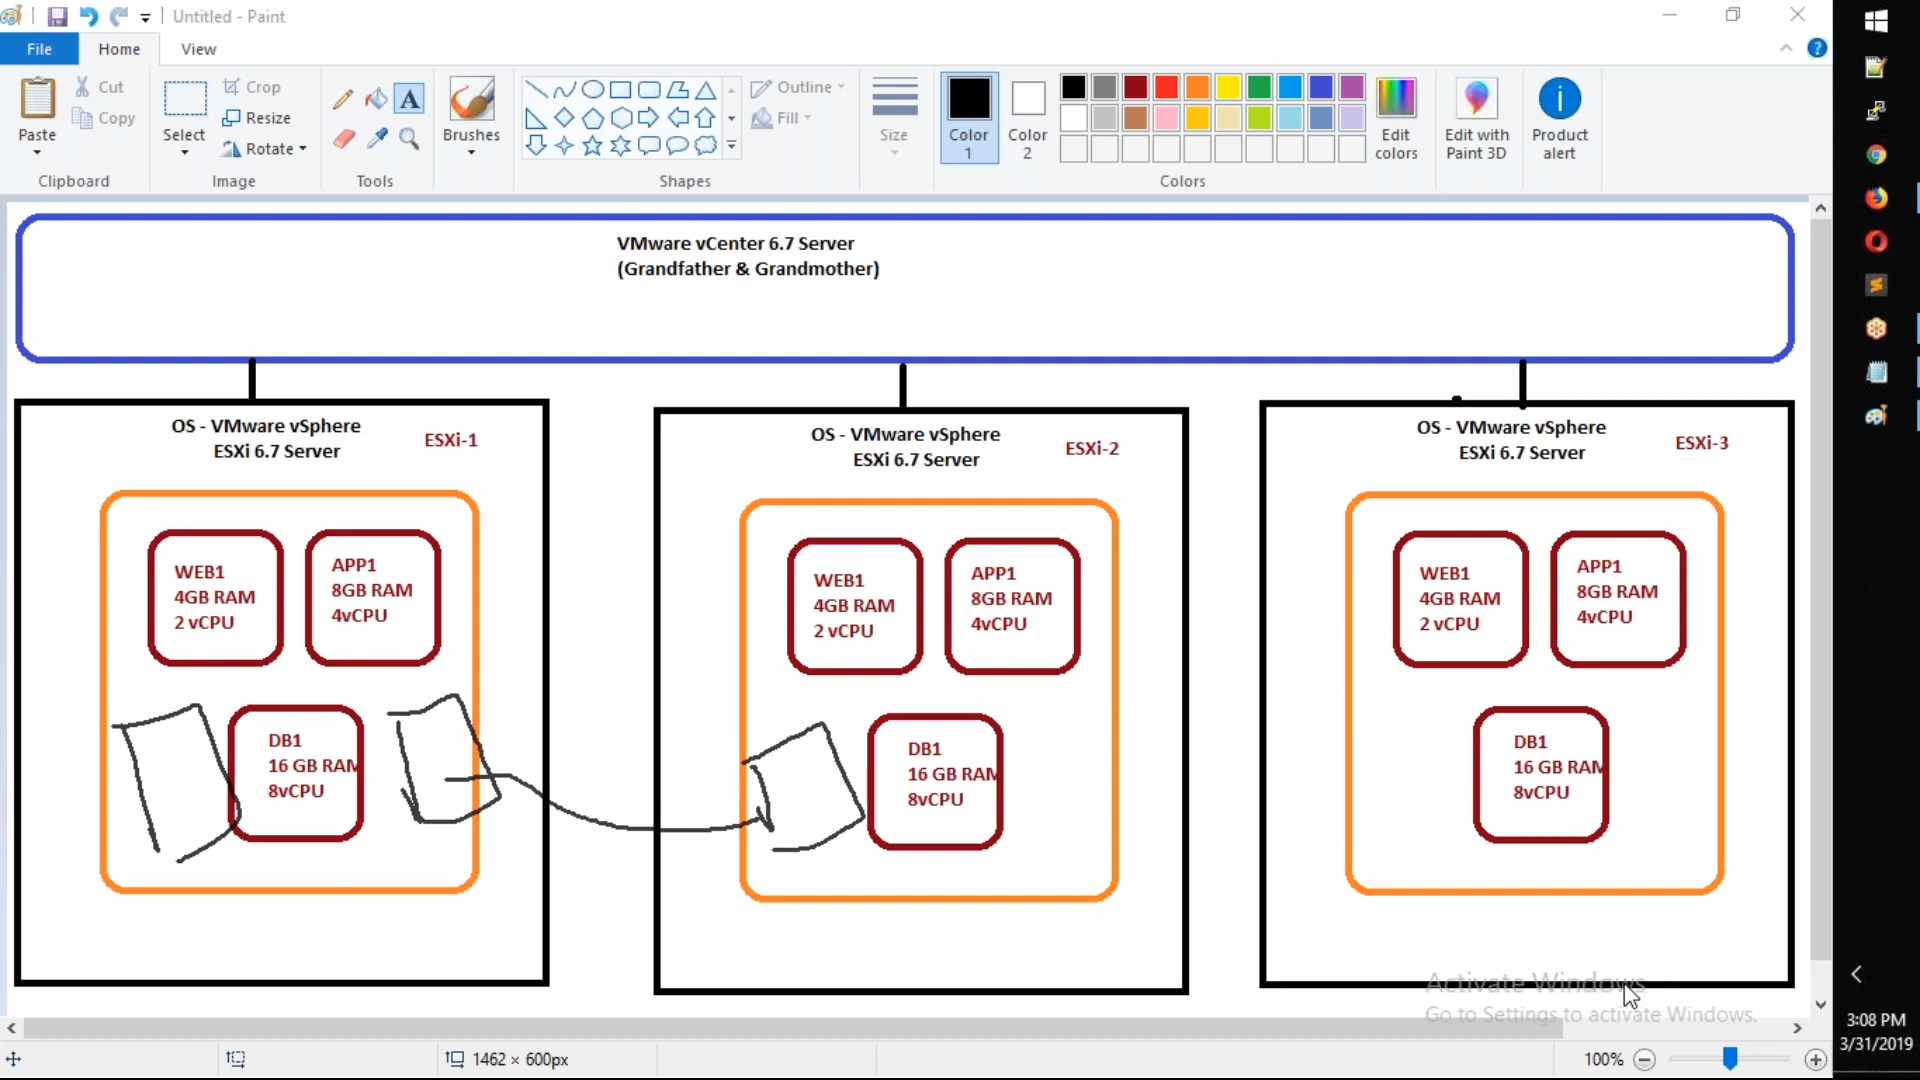 Untitled - Paint
File
Home
View
Paste
Cut
Copy
Clipboard
Select
Crop
Resize
Rotate
Image
A
Tools
Brushes
Shapes
Outline
Fill
Size
Color
1
Color
2
Colors
Edit
colors
Edit with
Paint 3D
Product
alert
VMware vCenter 6.7 Server
(Grandfather & Grandmother)
OS - VMware vSphere
ESXi 6.7 Server
ESXi-1
WEB1
4GB RAM
2 vCPU
APP1
8GB RAM
4vCPU
DB1
16 GB RAM
8vCPU
OS - VMware vSphere
ESXi 6.7 Server
ESXi-2
WEB1
4GB RAM
2 vCPU
APP1
8GB RAM
4vCPU
DB1
16 GB RAM
8vCPU
OS - VMware vSphere
ESXi 6.7 Server
ESXi-3
WEB1
4GB RAM
2 vCPU
APP1
8GB RAM
4vCPU
DB1
16 GB RAM
8vCPU
Activate Windows
Go to Settings to activate Windows.
1462 × 600px
100%
3:08 PM
3/31/2019